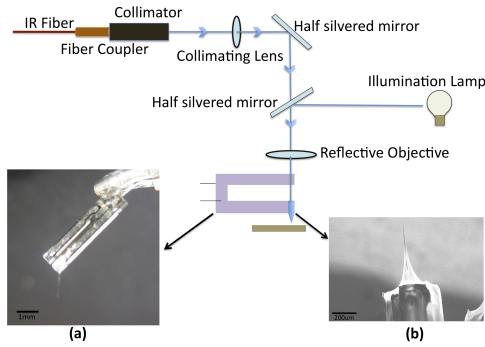 IR Fiber
Collimator
Fiber Coupler
Collimating Lens
Half silvered mirror
Half silvered mirror
Illumination Lamp
Reflective Objective
1mm
200um
(a)
(b)